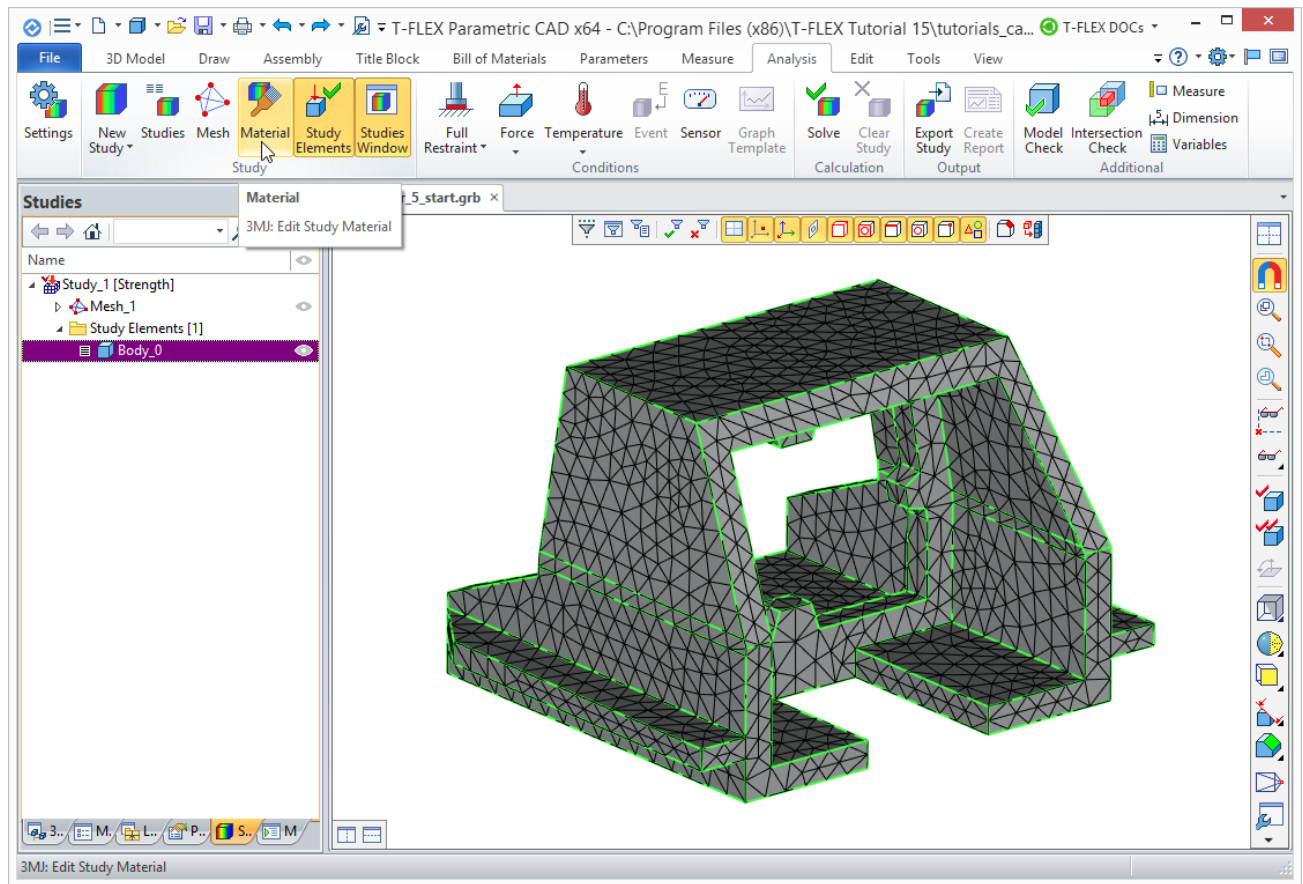 T-FLEX Parametric CAD x64 - C:\Program Files (x86)\T-FLEX Tutorial 15\tutorials_ca... T-FLEX DOCs
File 3D Model Draw Assembly Title Block Bill of Materials Parameters Measure Analysis Edit Tools View
Settings New Study Studies Mesh Material Study Elements Studies Window Full Restraint Force Temperature Event Sensor Graph Template Solve Clear Study Export Study Create Report Model Check Intersection Check Measure
Dimension
Variables
Study Conditions Calculation Output Additional
Studies
Material
3MJ: Edit Study Material
_5_start.grb
Name
Study_1 [Strength]
Mesh_1
Study Elements [1]
Body_0
3.. M. L.. P.. S.. M
3MJ: Edit Study Material